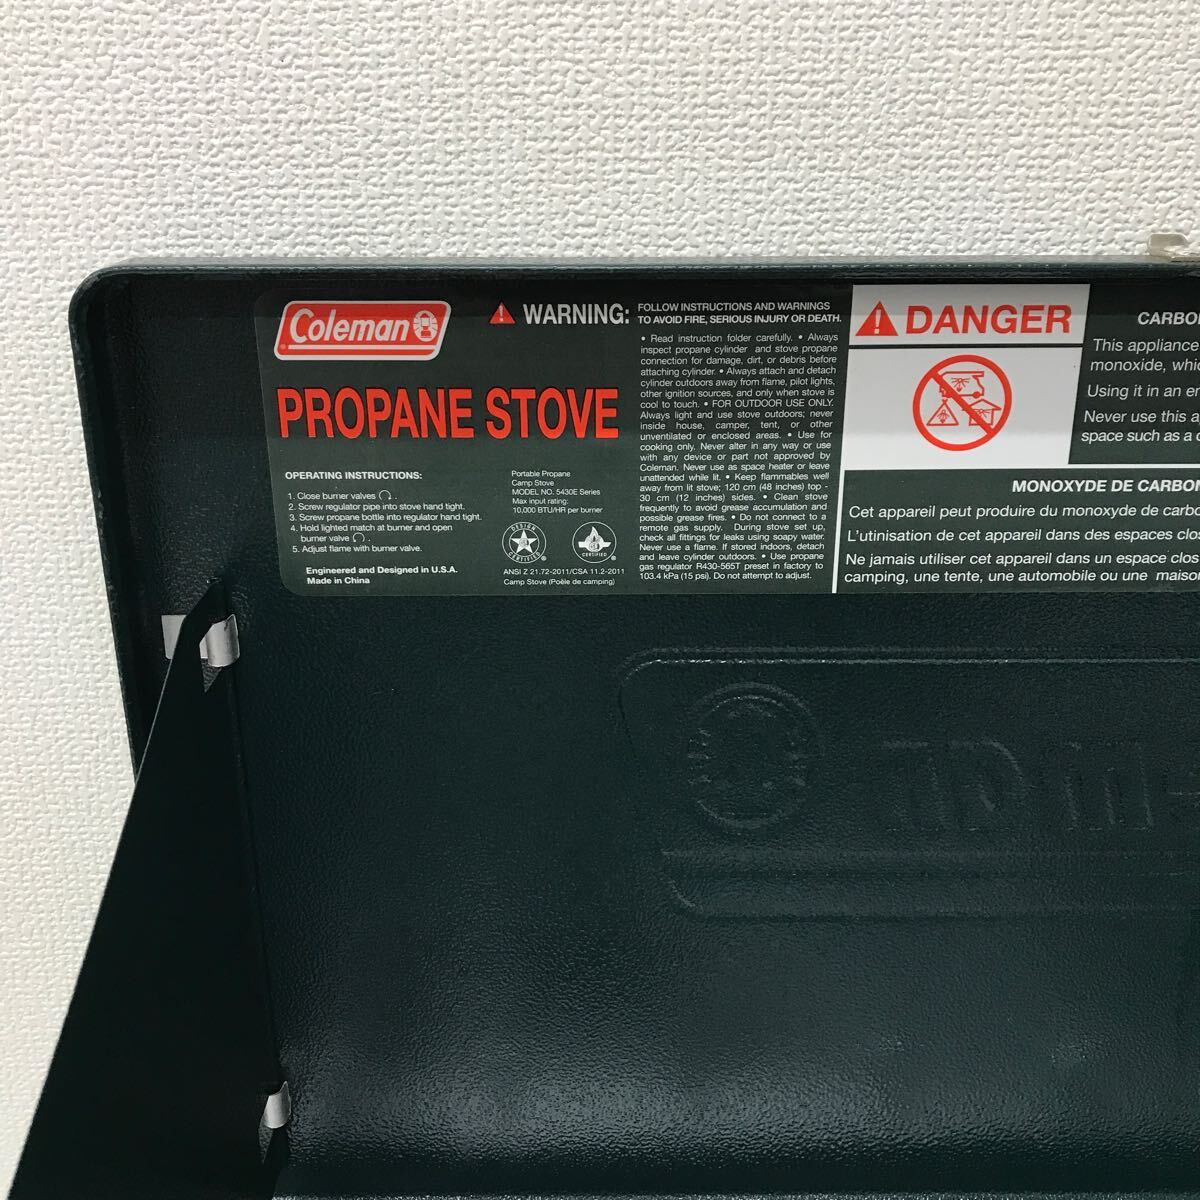 Coleman
PROPANE STOVE
OPERATING INSTRUCTIONS:
1. Close burner valves .
2. Screw regulator pipe into stove hand tight.
3. Screw propane bottle into regulator hand tight.
4. Hold lighted match at burner and open
burner valve .
5. Adjust flame with burner valve.
Engineered and Designed in U.S.A.
Made in China
Portable Propane
Camp Stove
MODEL NO. 5430E Series
Max input rating:
10,000 BTU/HR per burner
DESIGN
CERTIFIED
CERTIFIED
ANSI Z 21.72-2011/CSA 11.2-2011
Camp Stove (Poêle de camping)
WARNING:
FOLLOW INSTRUCTIONS AND WARNINGS
TO AVOID FIRE, SERIOUS INJURY OR DEATH.
• Read instruction folder carefully. • Always
inspect propane cylinder and stove propane
connection for damage, dirt, or debris before
attaching cylinder. • Always attach and detach
cylinder outdoors away from flame, pilot lights,
other ignition sources, and only when stove is
cool to touch. • FOR OUTDOOR USE ONLY.
Always light and use stove outdoors; never
inside house, camper, tent, or other
unventilated or enclosed areas. • Use for
cooking only. Never alter in any way or use
with any device or part not approved by
Coleman. Never use as space heater or leave
unattended while lit. • Keep flammables well
away from lit stove; 120 cm (48 inches) top -
30 cm (12 inches) sides. • Clean stove
frequently to avoid grease accumulation and
possible grease fires. • Do not connect to a
remote gas supply. During stove set up,
check all fittings for leaks using soapy water.
Never use a flame. If stored indoors, detach
and leave cylinder outdoors. • Use propane
gas regulator R430-565T preset in factory to
103.4 kPa (15 psi). Do not attempt to adjust.
DANGER
CARBO
This appliance
monoxide, whic
Using it in an en
Never use this a
space such as a c
MONOXYDE DE CARBON
Cet appareil peut produire du monoxyde de carbo
L'utinisation de cet appareil dans des espaces clos
Ne jamais utiliser cet appareil dans un espace clos
camping, une tente, une automobile ou une maiso